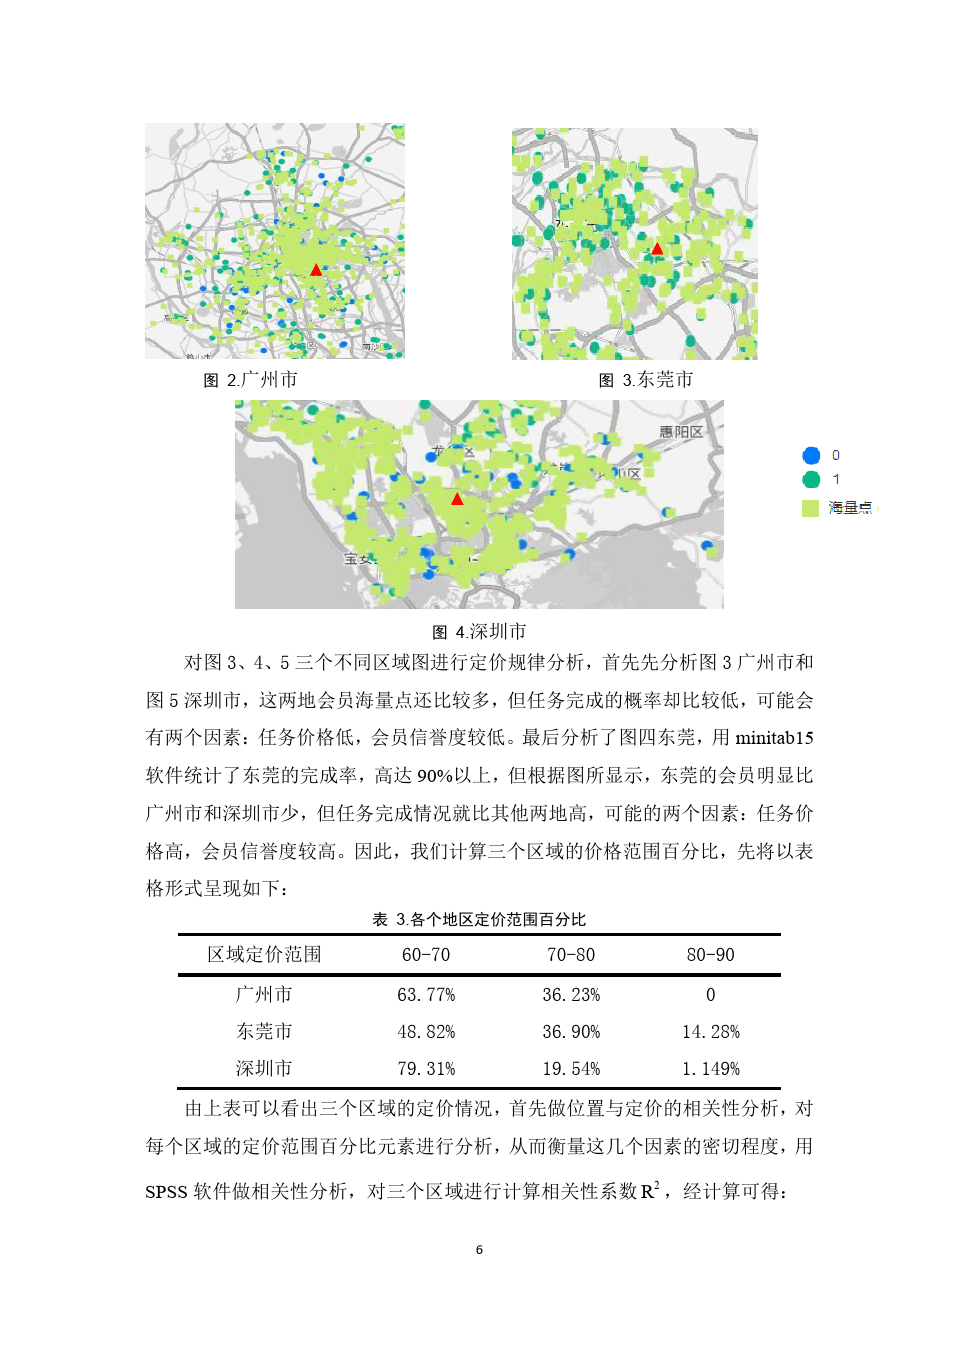 图 2.广州市
图 3.东莞市
惠阳区
0
1
海量点
图 4.深圳市
对图 3、4、5 三个不同区域图进行定价规律分析，首先先分析图 3 广州市和
图 5 深圳市，这两地会员海量点还比较多，但任务完成的概率却比较低，可能会
有两个因素：任务价格低，会员信誉度较低。最后分析了图四东莞，用 minitab15
软件统计了东莞的完成率，高达 90%以上，但根据图所显示，东莞的会员明显比
广州市和深圳市少，但任务完成情况就比其他两地高，可能的两个因素：任务价
格高，会员信誉度较高。因此，我们计算三个区域的价格范围百分比，先将以表
格形式呈现如下：
表 3.各个地区定价范围百分比
区域定价范围 60-70 70-80 80-90
广州市 63.77% 36.23% 0
东莞市 48.82% 36.90% 14.28%
深圳市 79.31% 19.54% 1.149%
由上表可以看出三个区域的定价情况，首先做位置与定价的相关性分析，对
每个区域的定价范围百分比元素进行分析，从而衡量这几个因素的密切程度，用
SPSS 软件做相关性分析，对三个区域进行计算相关性系数 R²，经计算可得：
6